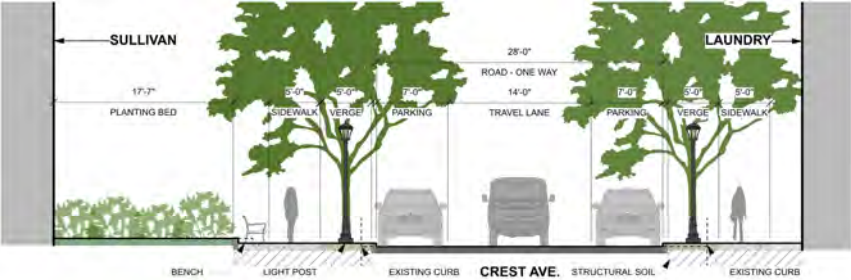 SULLIVAN
LAUNDRY
28'-0"
ROAD - ONE WAY
17'-7" 5'-0" 5'-0" 7'-0" 14'-0" 7'-0" 5'-0" 5'-0"
PLANTING BED SIDEWALK VERGE PARKING TRAVEL LANE PARKING VERGE SIDEWALK
BENCH LIGHT POST EXISTING CURB CREST AVE. STRUCTURAL SOIL EXISTING CURB